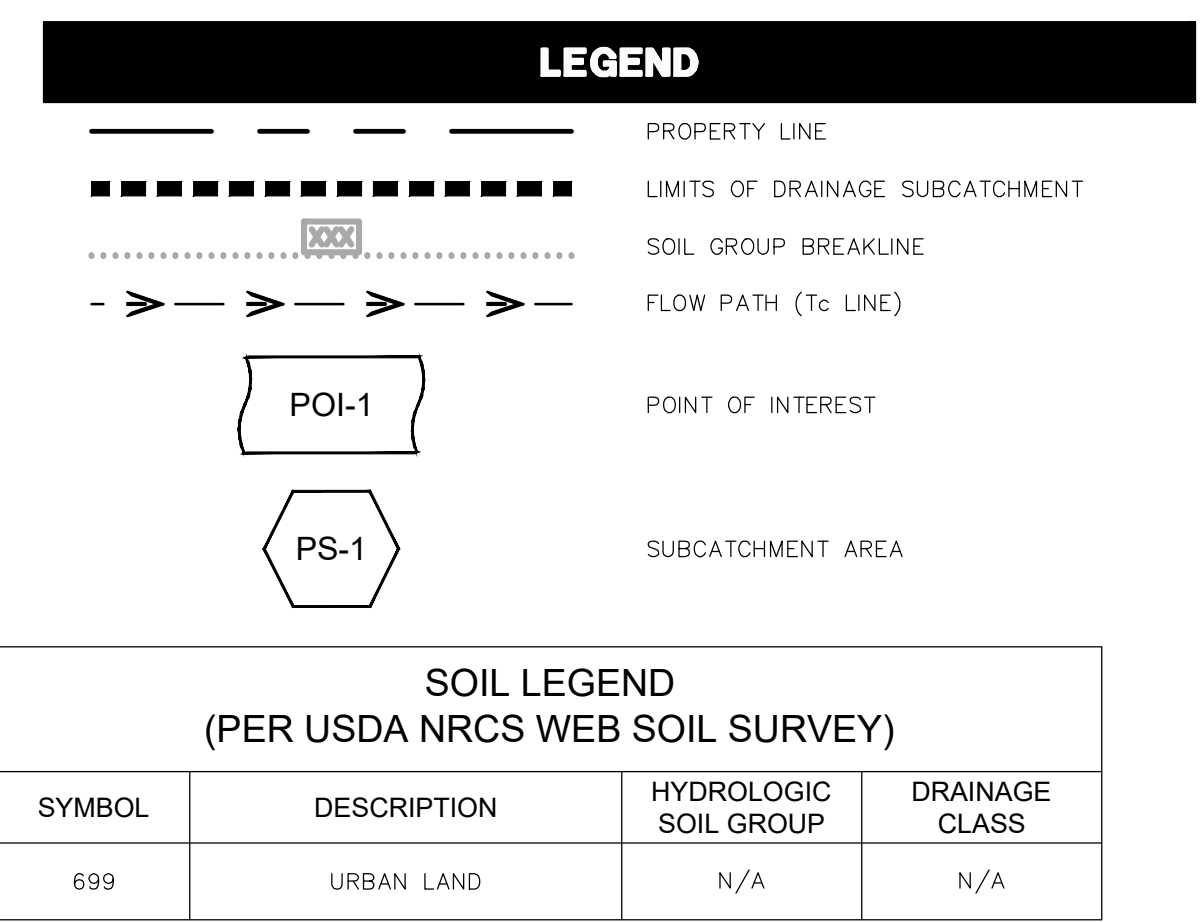 LEGEND
PROPERTY LINE
LIMITS OF DRAINAGE SUBCATCHMENT
XXX
SOIL GROUP BREAKLINE
FLOW PATH (Tc LINE)
POI-1
POINT OF INTEREST
PS-1
SUBCATCHMENT AREA
SOIL LEGEND
(PER USDA NRCS WEB SOIL SURVEY)
SYMBOL
DESCRIPTION
HYDROLOGIC
SOIL GROUP
DRAINAGE
CLASS
699
URBAN LAND
N/A
N/A